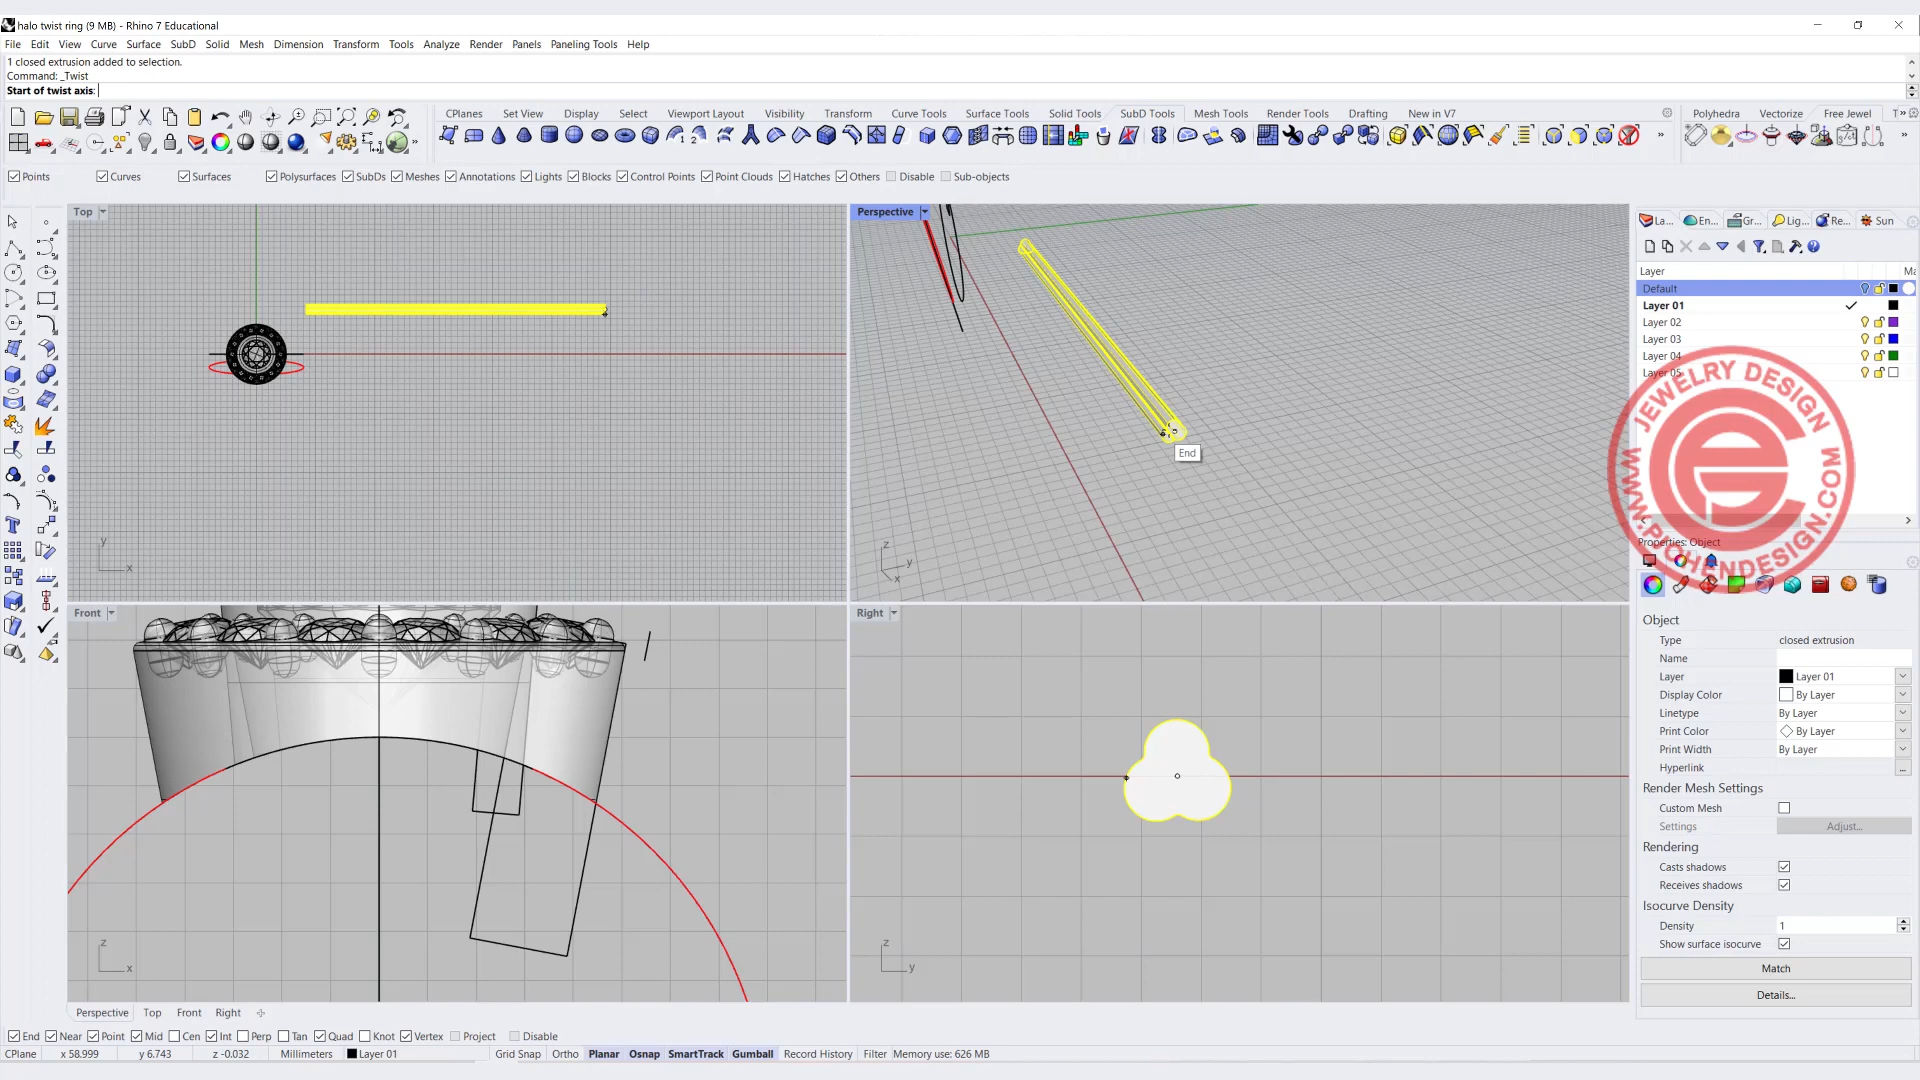 halo twist ring (9 MB) - Rhino 7 Educational
File Edit View Curve Surface SubD Solid Mesh Dimension Transform Tools Analyze Render Panels Paneling Tools Help
1 closed extrusion added to selection.
Command: _Twist
Start of twist axis:
CPlanes Set View Display Select Viewport Layout Visibility Transform Curve Tools Surface Tools Solid Tools SubD Tools Mesh Tools Render Tools Drafting New in V7
Polyhedra Vectorize Free Jewel
Points Curves Surfaces Polysurfaces SubDs Meshes Annotations Lights Blocks Control Points Point Clouds Hatches Others Disable Sub-objects
Top
Perspective
La... En... Gr... Lig... Re... Sun
Layer Ma
Default
Layer 01
Layer 02
Layer 03
Layer 04
Layer 05
JEWELRY DESIGN
WWW.PJCHENDESIGN.COM
End
y
x
z
y
x
Properties: Object
Front
Right
Object
Type closed extrusion
Name
Layer Layer 01
Display Color By Layer
Linetype By Layer
Print Color By Layer
Print Width By Layer
Hyperlink ...
Render Mesh Settings
Custom Mesh
Settings Adjust...
Rendering
Casts shadows
Receives shadows
Isocurve Density
Density 1
Show surface isocurve
Match
Details...
z
x
z
y
Perspective Top Front Right
End Near Point Mid Cen Int Perp Tan Quad Knot Vertex Project Disable
CPlane x 58.999 y 6.743 z -0.032 Millimeters Layer 01 Grid Snap Ortho Planar Osnap SmartTrack Gumball Record History Filter Memory use: 626 MB